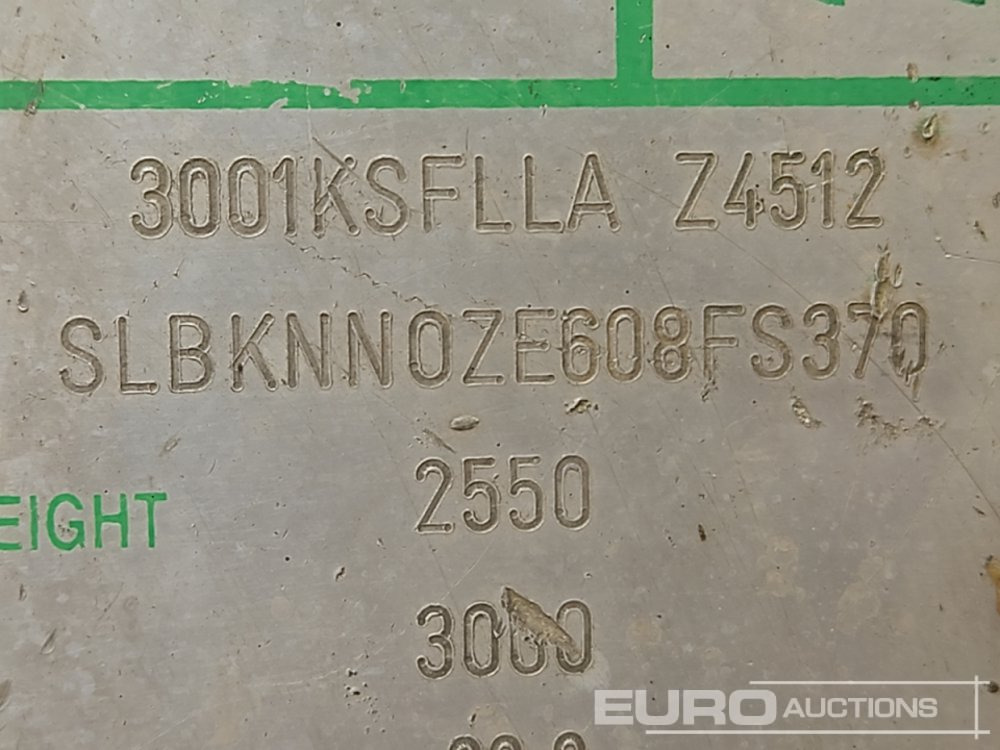 3001KSFLLA Z4512
SLBKNN0ZE608FS370
2550
EIGHT
3000
EURO AUCTIONS